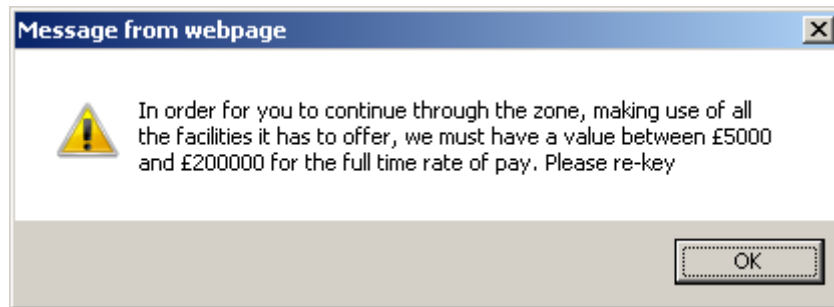 Message from webpage
In order for you to continue through the zone, making use of all
the facilities it has to offer, we must have a value between £5000
and £200000 for the full time rate of pay. Please re-key
OK